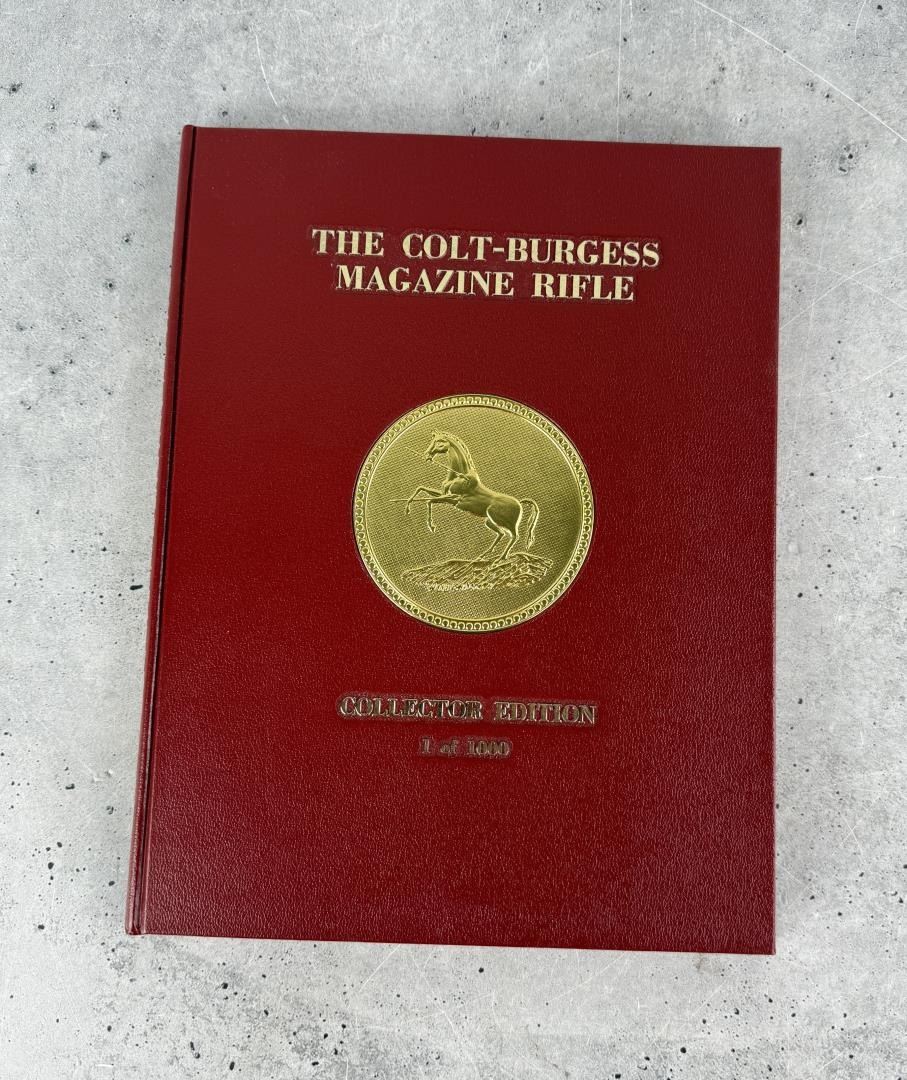 THE COLT-BURGESS
MAGAZINE RIFLE
COLLECTOR EDITION
1 of 1000